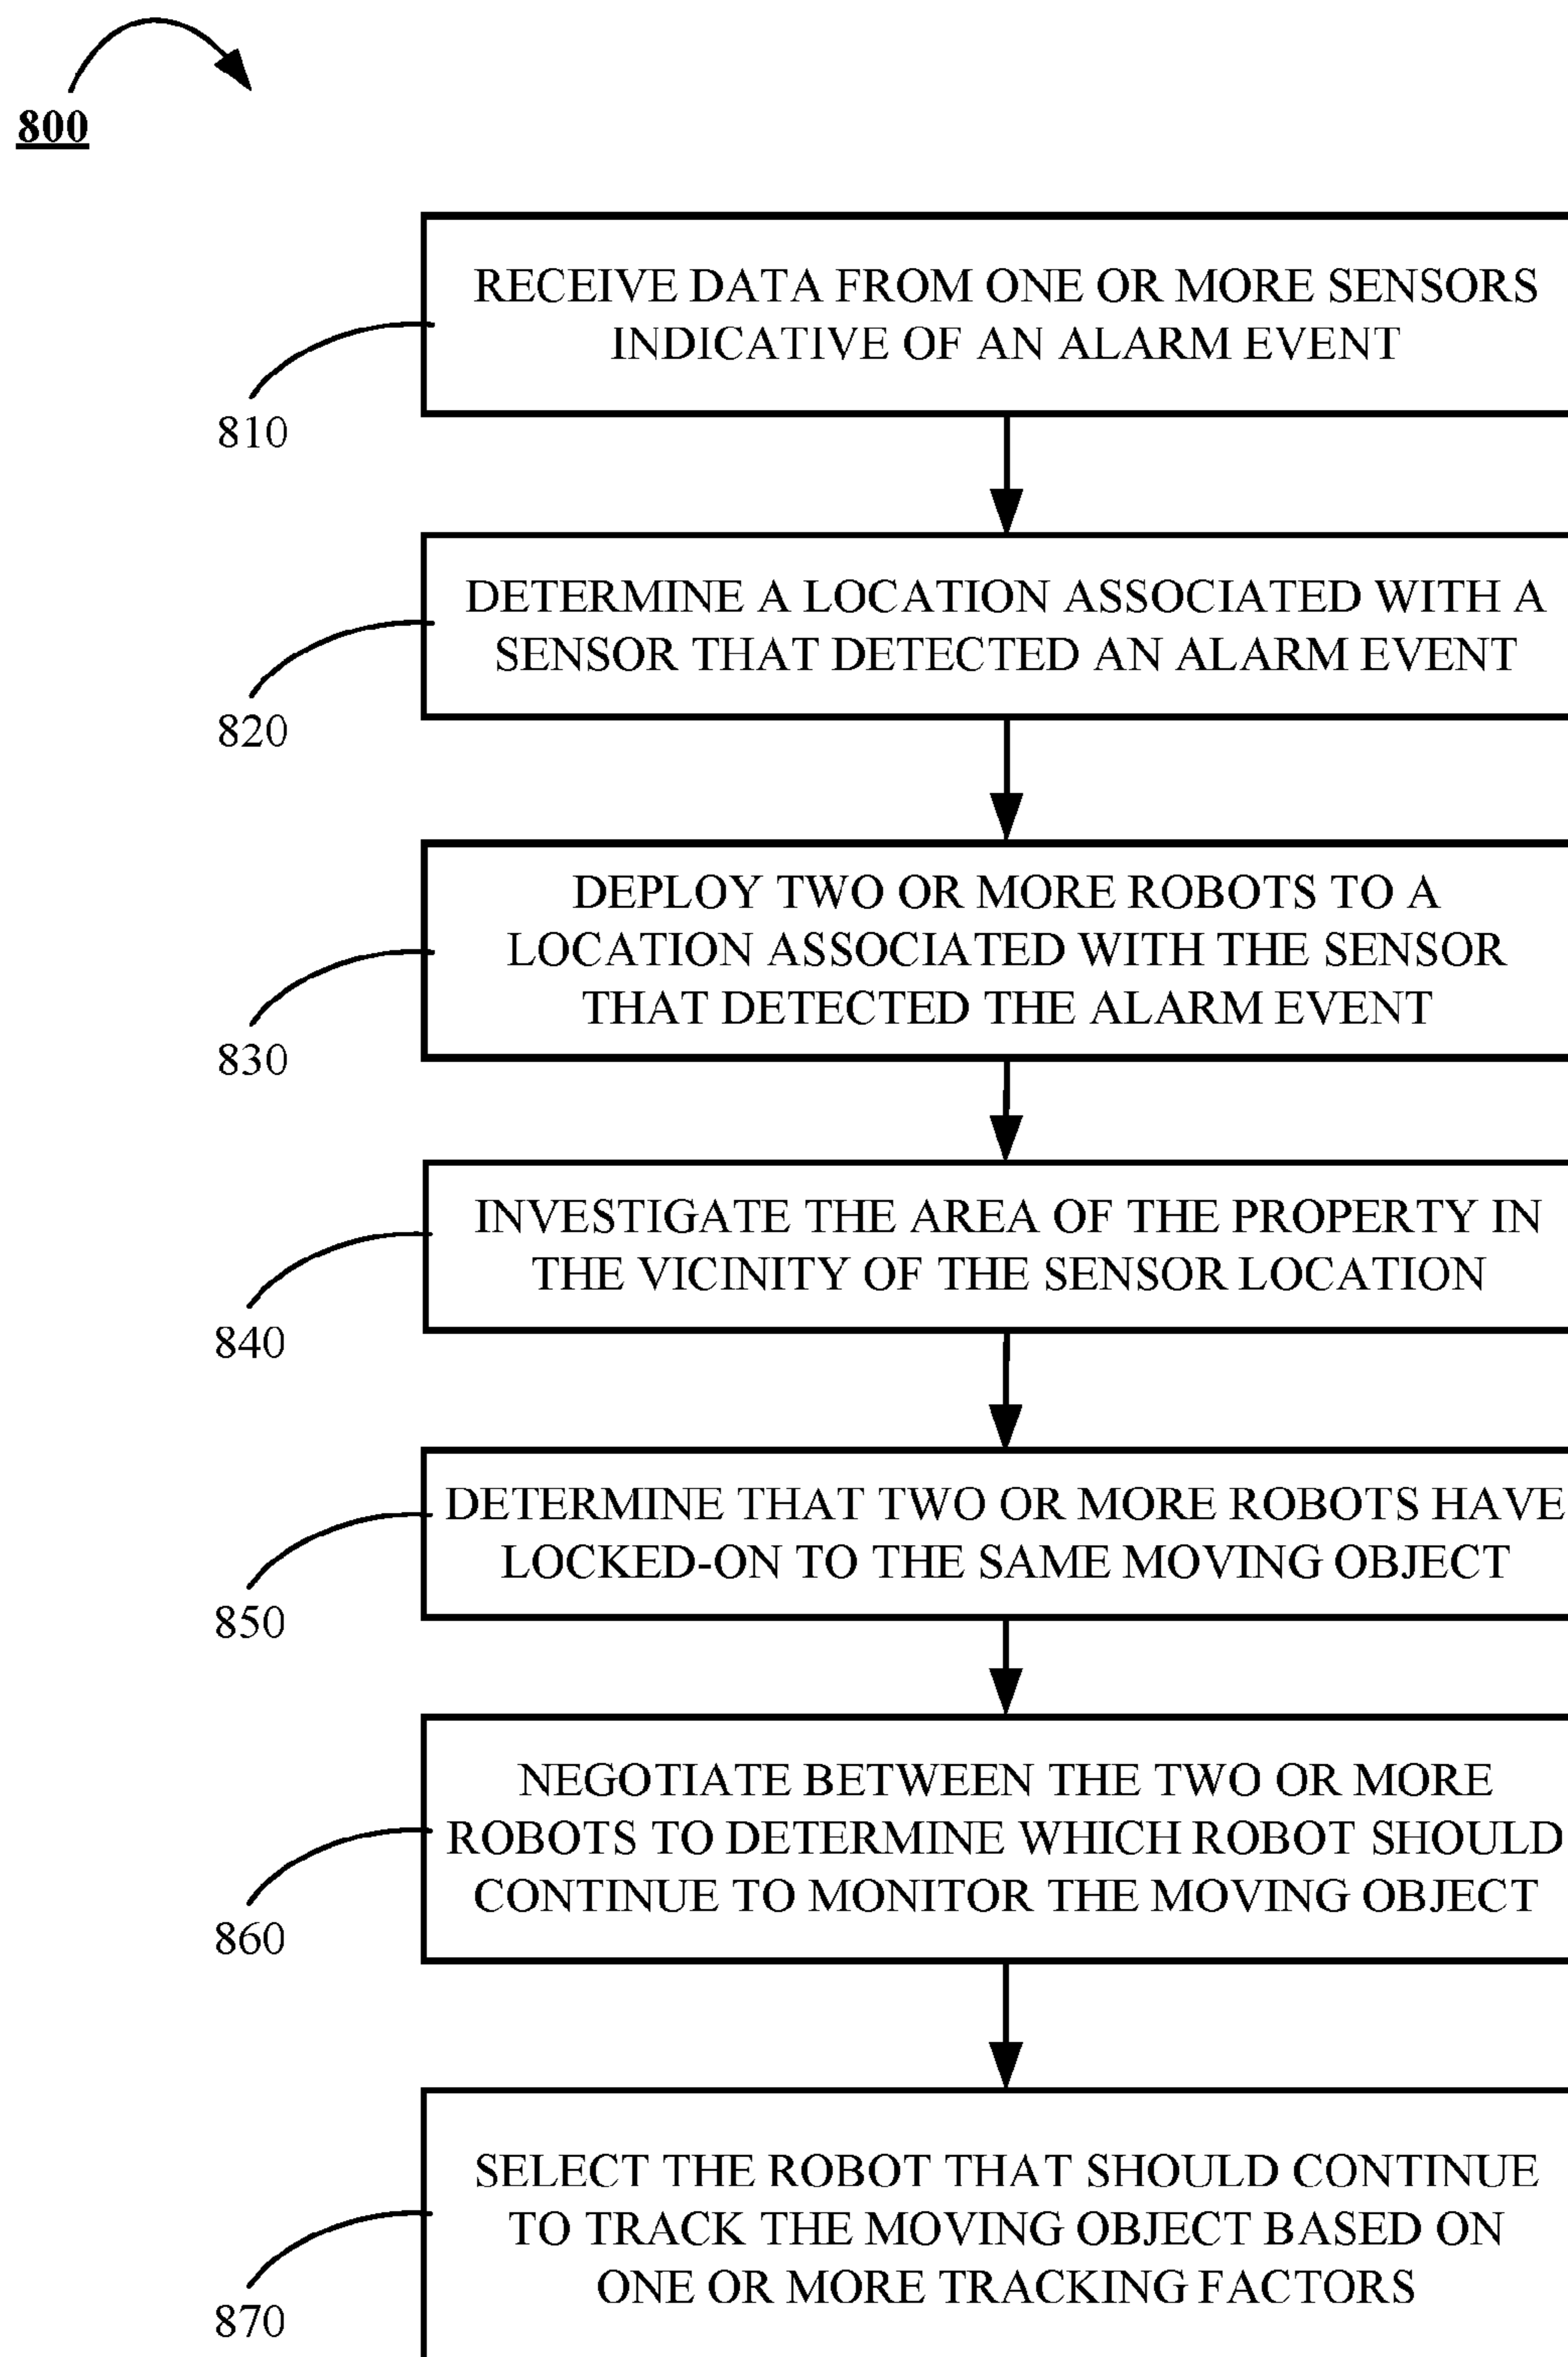 800
RECEIVE DATA FROM ONE OR MORE SENSORS
INDICATIVE OF AN ALARM EVENT
810
DETERMINE A LOCATION ASSOCIATED WITH A
SENSOR THAT DETECTED AN ALARM EVENT
820
DEPLOY TWO OR MORE ROBOTS TO A
LOCATION ASSOCIATED WITH THE SENSOR
THAT DETECTED THE ALARM EVENT
830
INVESTIGATE THE AREA OF THE PROPERTY IN
THE VICINITY OF THE SENSOR LOCATION
840
DETERMINE THAT TWO OR MORE ROBOTS HAVE
LOCKED-ON TO THE SAME MOVING OBJECT
850
NEGOTIATE BETWEEN THE TWO OR MORE
ROBOTS TO DETERMINE WHICH ROBOT SHOULD
CONTINUE TO MONITOR THE MOVING OBJECT
860
SELECT THE ROBOT THAT SHOULD CONTINUE
TO TRACK THE MOVING OBJECT BASED ON
ONE OR MORE TRACKING FACTORS
870